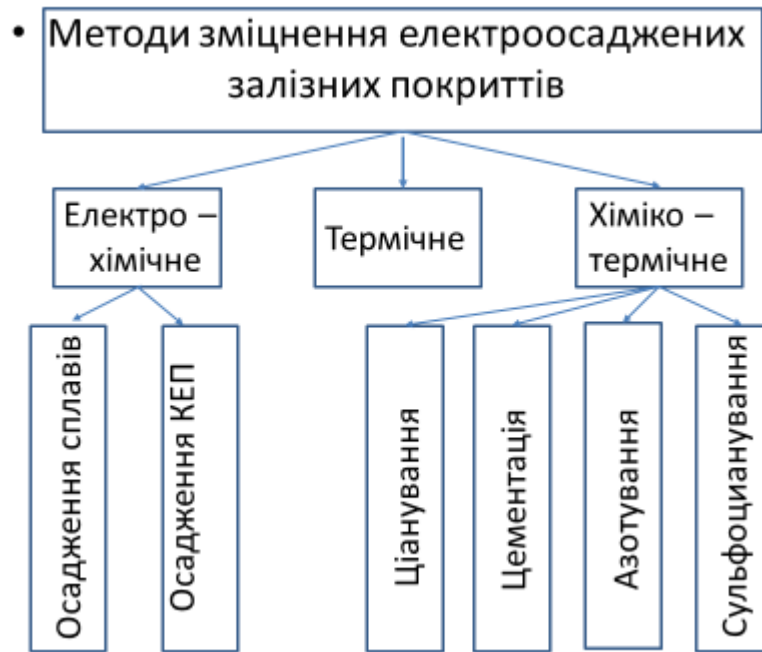 • Методи зміцнення електроосаджених
залізних покриттів
Електро –
хімічне
Термічне
Хіміко –
термічне
Осадження сплавів
Осадження КЕП
Ціанування
Цементація
Азотування
Сульфоцианування